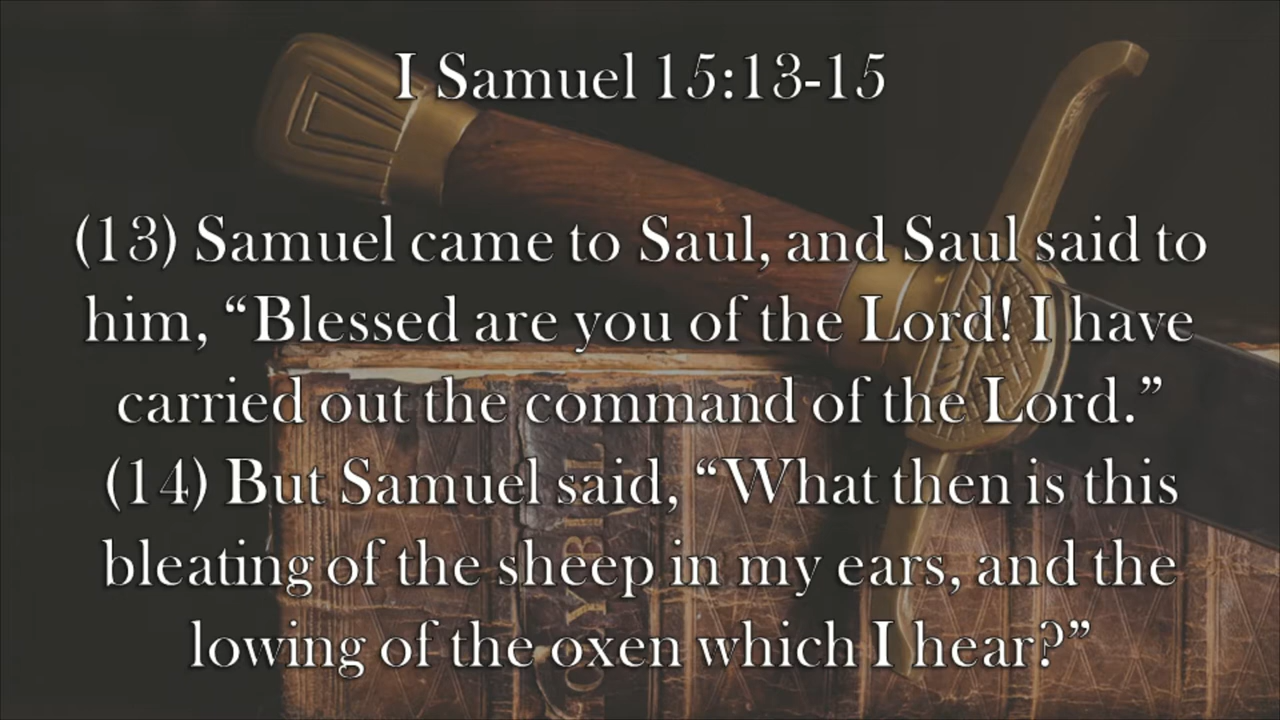 I Samuel 15:13-15
(13) Samuel came to Saul, and Saul said to
him, “Blessed are you of the Lord! I have
carried out the command of the Lord.”
(14) But Samuel said, “What then is this
bleating of the sheep in my ears, and the
lowing of the oxen which I hear?”